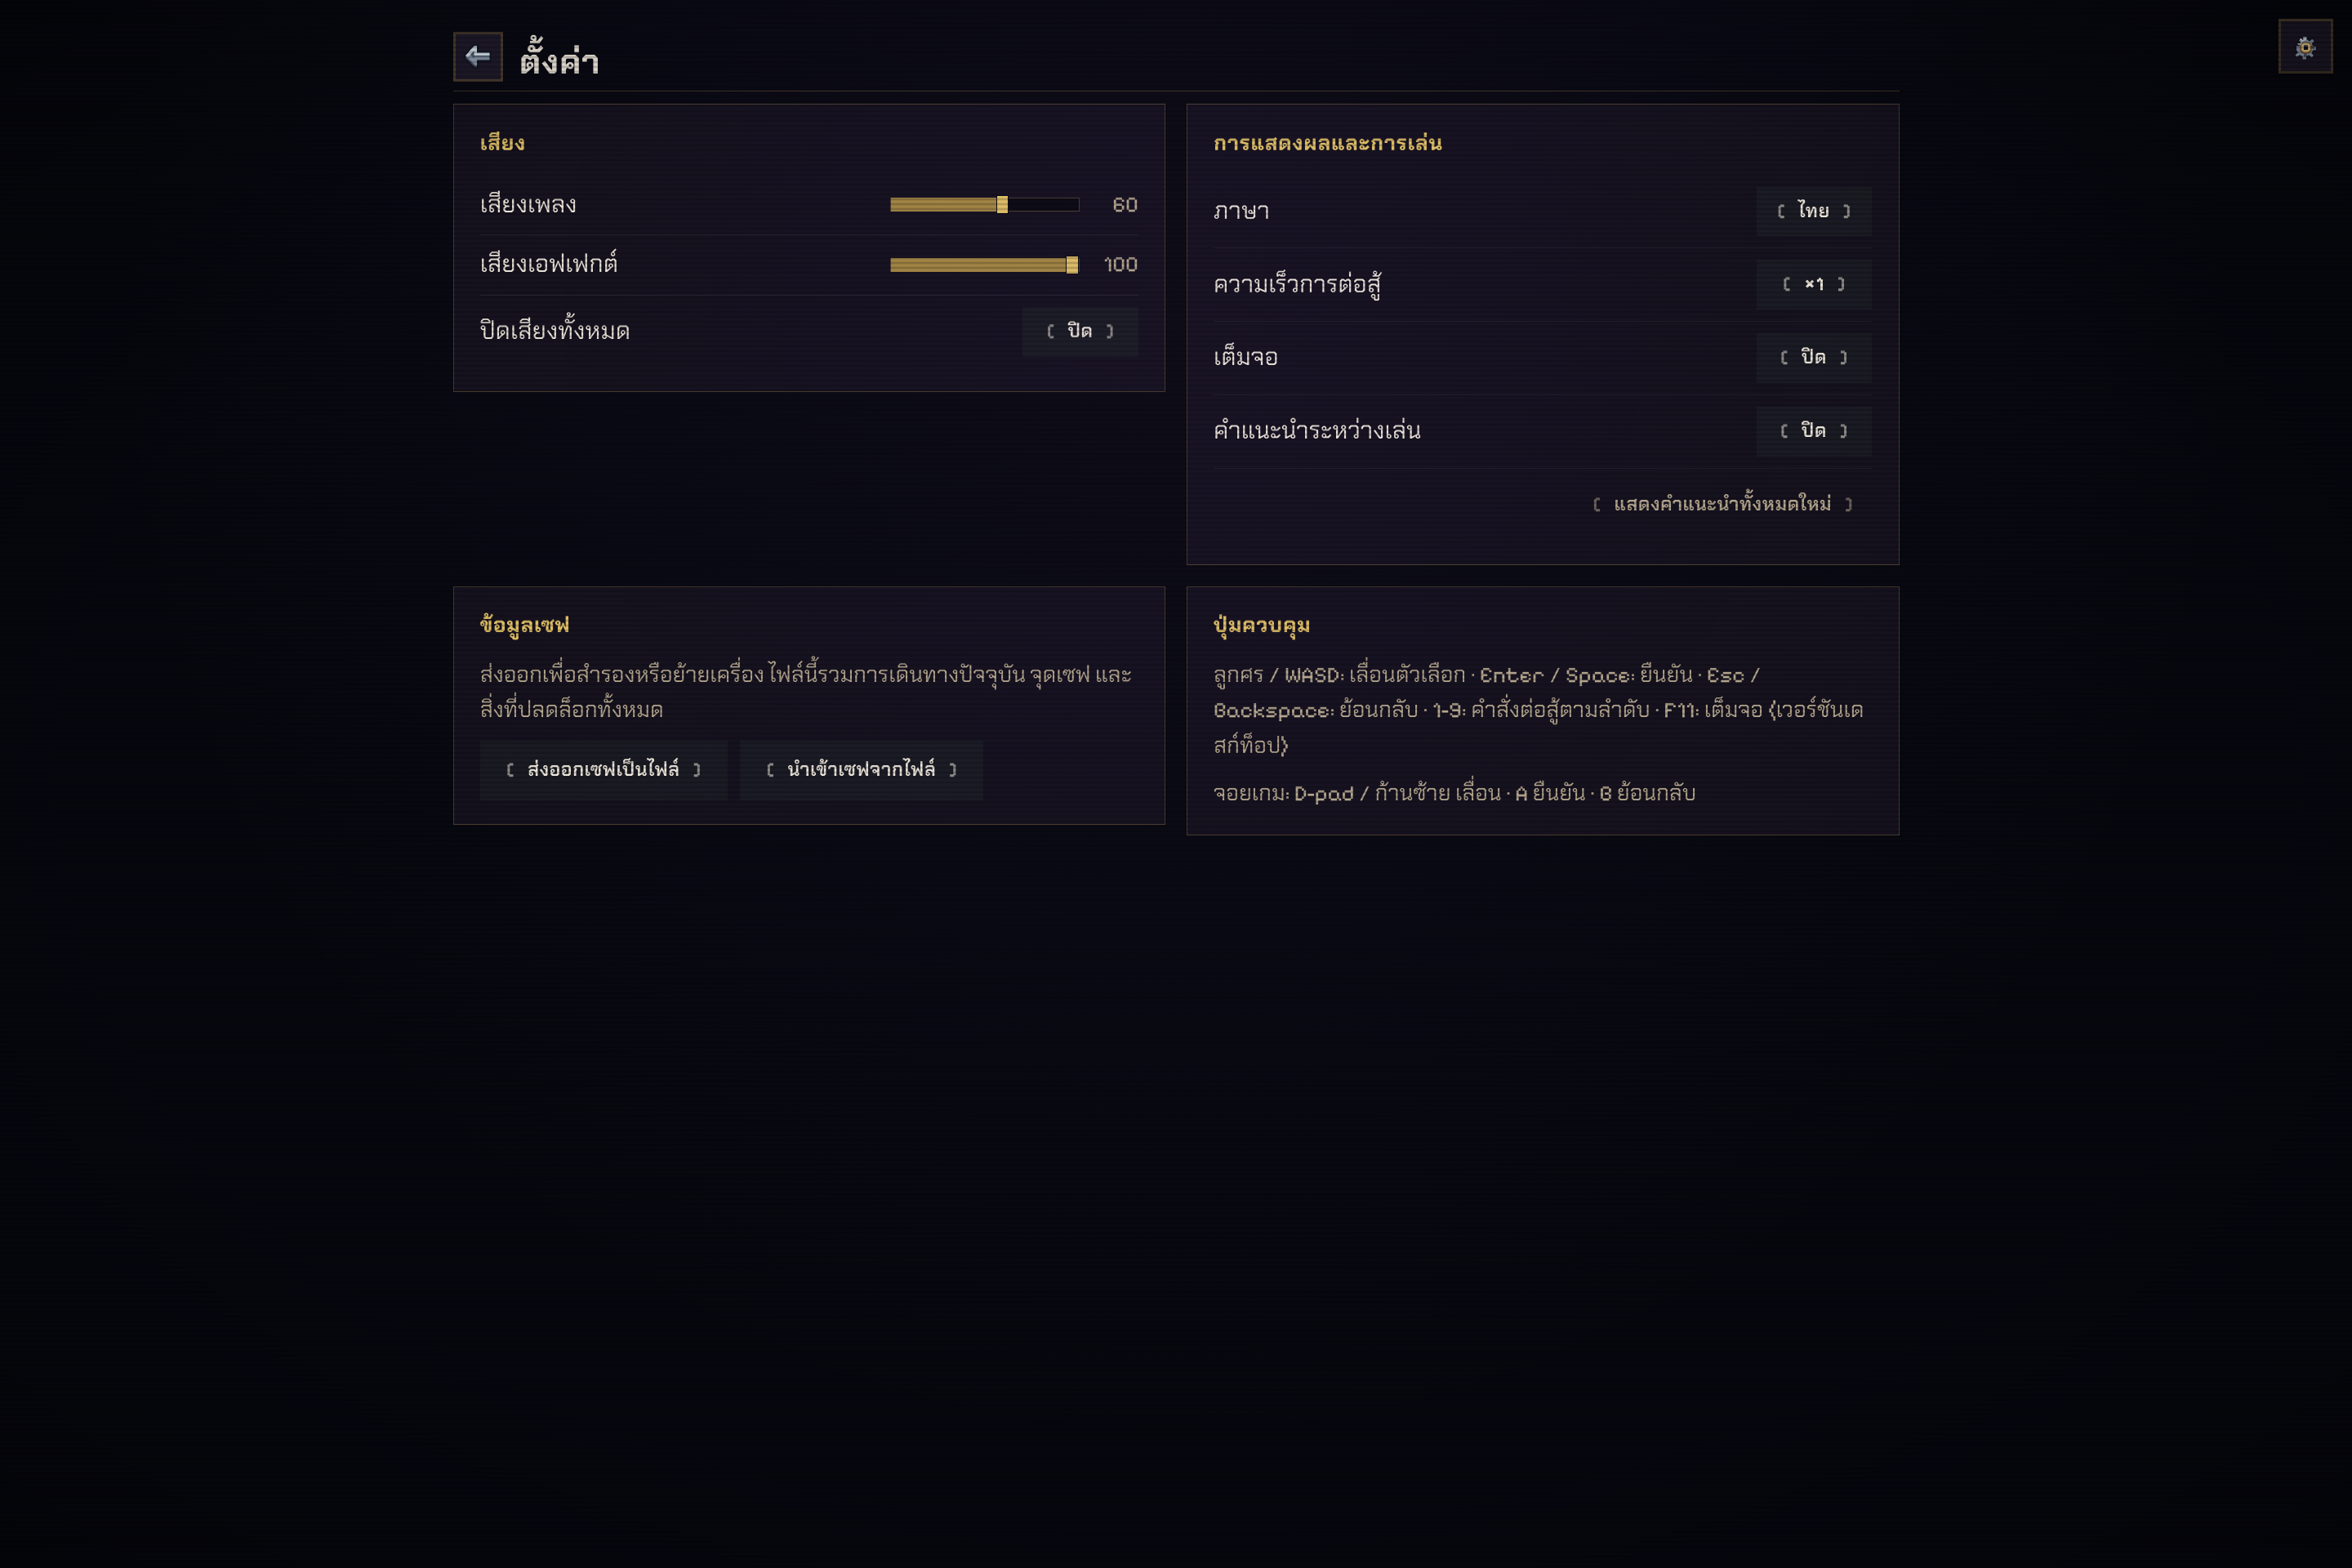 ตั้งค่า
เสียง
เสียงเพลง 60
เสียงเอฟเฟกต์ 100
ปิดเสียงทั้งหมด [ ปิด ]
การแสดงผลและการเล่น
ภาษา [ ไทย ]
ความเร็วการต่อสู้ [ ×1 ]
เต็มจอ [ ปิด ]
คำแนะนำระหว่างเล่น [ ปิด ]
[ แสดงคำแนะนำทั้งหมดใหม่ ]
ข้อมูลเซฟ
ส่งออกเพื่อสำรองหรือย้ายเครื่อง ไฟล์นี้รวมการเดินทางปัจจุบัน จุดเซฟ และ
สิ่งที่ปลดล็อกทั้งหมด
[ ส่งออกเซฟเป็นไฟล์ ] [ นำเข้าเซฟจากไฟล์ ]
ปุ่มควบคุม
ลูกศร / WASD: เลื่อนตัวเลือก · Enter / Space: ยืนยัน · Esc /
Backspace: ย้อนกลับ · 1-9: คำสั่งต่อสู้ตามลำดับ · F11: เต็มจอ (เวอร์ชันเด
สก์ท็อป)
จอยเกม: D-pad / ก้านซ้าย เลื่อน · A ยืนยัน · B ย้อนกลับ